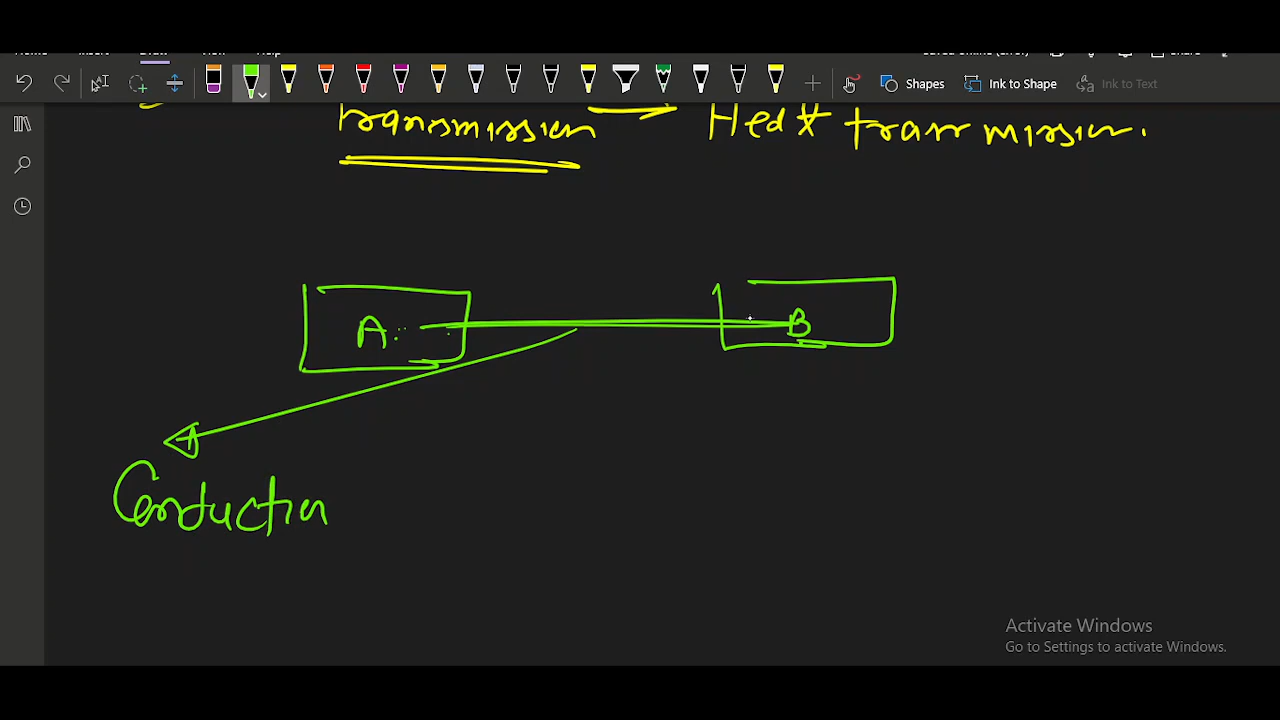 Shapes Ink to Shape Ink to Text
transmission → Heat transmission.
A B
Conduction
Activate Windows
Go to Settings to activate Windows.